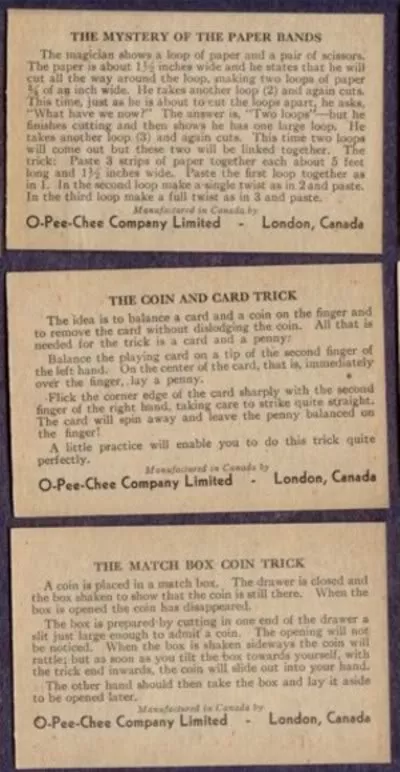 THE MYSTERY OF THE PAPER BANDS
The magician shows a loop of paper and a pair of scissors.
The paper is about 1½ inches wide and he states that he will
cut all the way around the loop, making two loops of paper
¾ of an inch wide. He takes another loop (2) and again cuts.
This time, just as he is about to cut the loops apart, he asks,
"What have we now?" The answer is, "Two loops"—but he
finishes cutting and then shows he has one large loop. He
takes another loop (3) and again cuts. This time two loops
will come out but these two will be linked together. The
trick: Paste 3 strips of paper together each about 5 feet
long and 1½ inches wide. Paste the first loop together as
in 1. In the second loop make a single twist as in 2 and paste.
In the third loop make a full twist as in 3 and paste.
Manufactured in Canada by
O-Pee-Chee Company Limited - London, Canada
THE COIN AND CARD TRICK
The idea is to balance a card and a coin on the finger and
to remove the card without dislodging the coin. All that is
needed for the trick is a card and a penny:
Balance the playing card on a tip of the second finger of
the left hand. On the center of the card, that is, immediately
over the finger, lay a penny.
Flick the corner edge of the card sharply with the second
finger of the right hand, taking care to strike quite straight.
The card will spin away and leave the penny balanced on
the finger!
A little practice will enable you to do this trick quite
perfectly.
Manufactured in Canada by
O-Pee-Chee Company Limited - London, Canada
THE MATCH BOX COIN TRICK
A coin is placed in a match box. The drawer is closed and
the box shaken to show that the coin is still there. When the
box is opened the coin has disappeared.
The box is prepared by cutting in one end of the drawer a
slit just large enough to admit a coin. The opening will not
be noticed. When the box is shaken sideways the coin will
rattle; but as soon as you tilt the box towards yourself, with
the trick end inwards, the coin will slide out into your hand.
The other hand should then take the box and lay it aside
to be opened later.
Manufactured in Canada by
O-Pee-Chee Company Limited - London, Canada